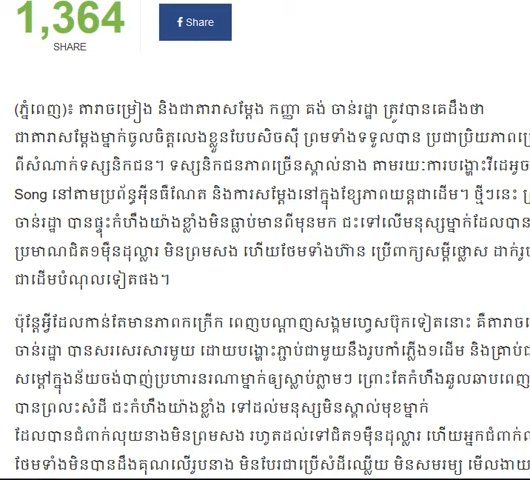 1,364
SHARE
Share
(ភ្នំពេញ)៖ តារាចម្រៀង និងជាតារាសម្តែង កញ្ញា គង់ ចាន់រដ្ឋា ត្រូវបានគេដឹងថា
ជាតារាសម្តែងម្នាក់ចូលចិត្តលេងខ្លួនបែបសិចស៊ី ព្រមទាំងទទួលបាន ប្រជាប្រិយភាព
ពីសំណាក់ទស្សនិកជន។ ទស្សនិកជនភាពច្រើនស្គាល់នាង តាមរយៈការបង្ហោះវីដេអូច
Song នៅតាមប្រព័ន្ធអ៊ីនធឺណែត និងការសម្តែងនៅក្នុងខ្សែភាពយន្តជាដើម។ ថ្មីៗនេះ
ចាន់រដ្ឋា បានផ្ទុះកំហឹងយ៉ាងខ្លាំងមិនធ្លាប់មានពីមុនមក ជះទៅលើមនុស្សម្នាក់ដែលបាន
ប្រមាណជិត១ម៉ឺនដុល្លារ មិនព្រមសង ហើយថែមទាំងហ៊ាន ប្រើពាក្យសម្តីថ្លោស ដាក់រូប
ជាដើមបំណុលទៀតផង។
ប៉ុន្តែអ្វីដែលកាន់តែមានភាពកក្រើក ពេញបណ្តាញសង្គមហ្វេសប៊ុកទៀតនោះ គឺតារាច
ចាន់រដ្ឋា បានសរសេរសារមួយ ដោយបង្ហោះភ្ជាប់ជាមួយនឹងរូបកាំភ្លើង១ដើម និងគ្រាប់ជ
សម្តៅក្នុងន័យចង់បាញ់ប្រហារនរណាម្នាក់ឲ្យស្លាប់ភ្លាមៗ ព្រោះតែកំហឹងឆួលឆាបពេញ
បានព្រលះសំដី ជះកំហឹងយ៉ាងខ្លាំង ទៅដល់មនុស្សមិនស្គាល់មុខម្នាក់
ដែលបានជំពាក់លុយនាងមិនព្រមសង រហូតដល់ទៅជិត១ម៉ឺនដុល្លារ ហើយអ្នកជំពាក់ល
ថែមទាំងមិនបានដឹងគុណលើរូបនាង មិនបែរជាប្រើសំដីឈ្លើយ មិនសមរម្យ មើលងាយ